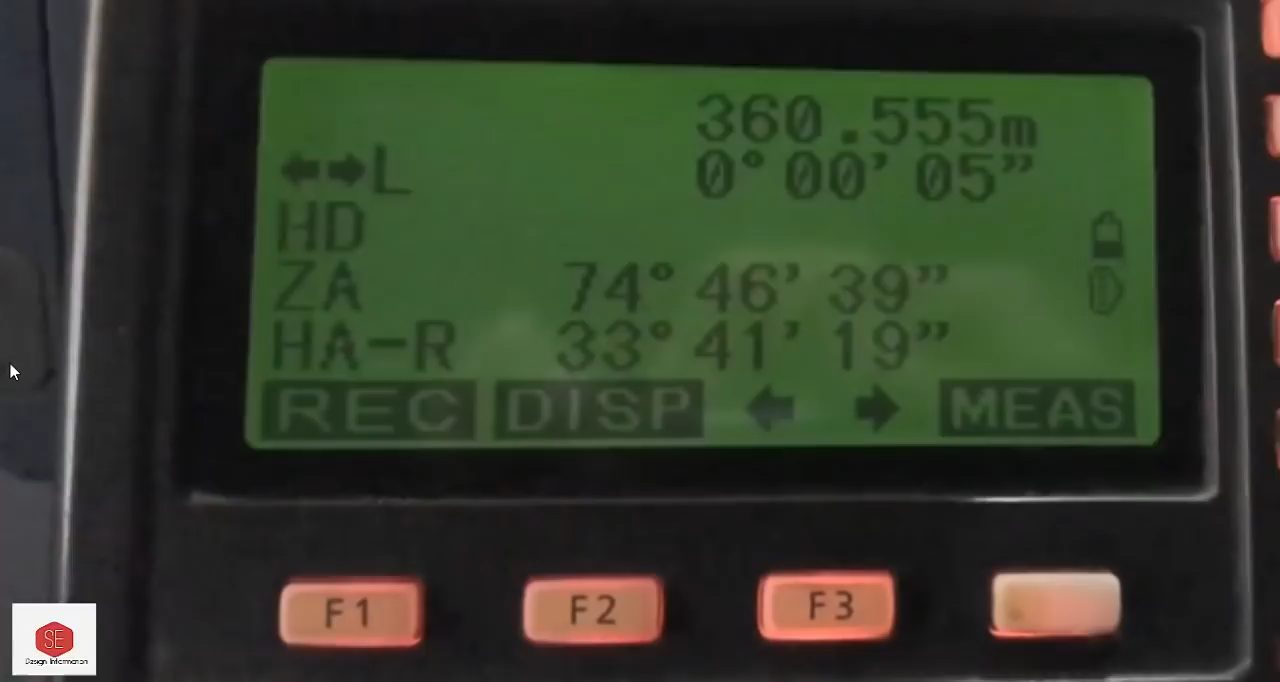 360.555m
←→L 0° 00' 05"
HD
ZA 74° 46' 39"
HA-R 33° 41' 19"
REC DISP ← → MEAS
F1 F2 F3
SE
Design Information